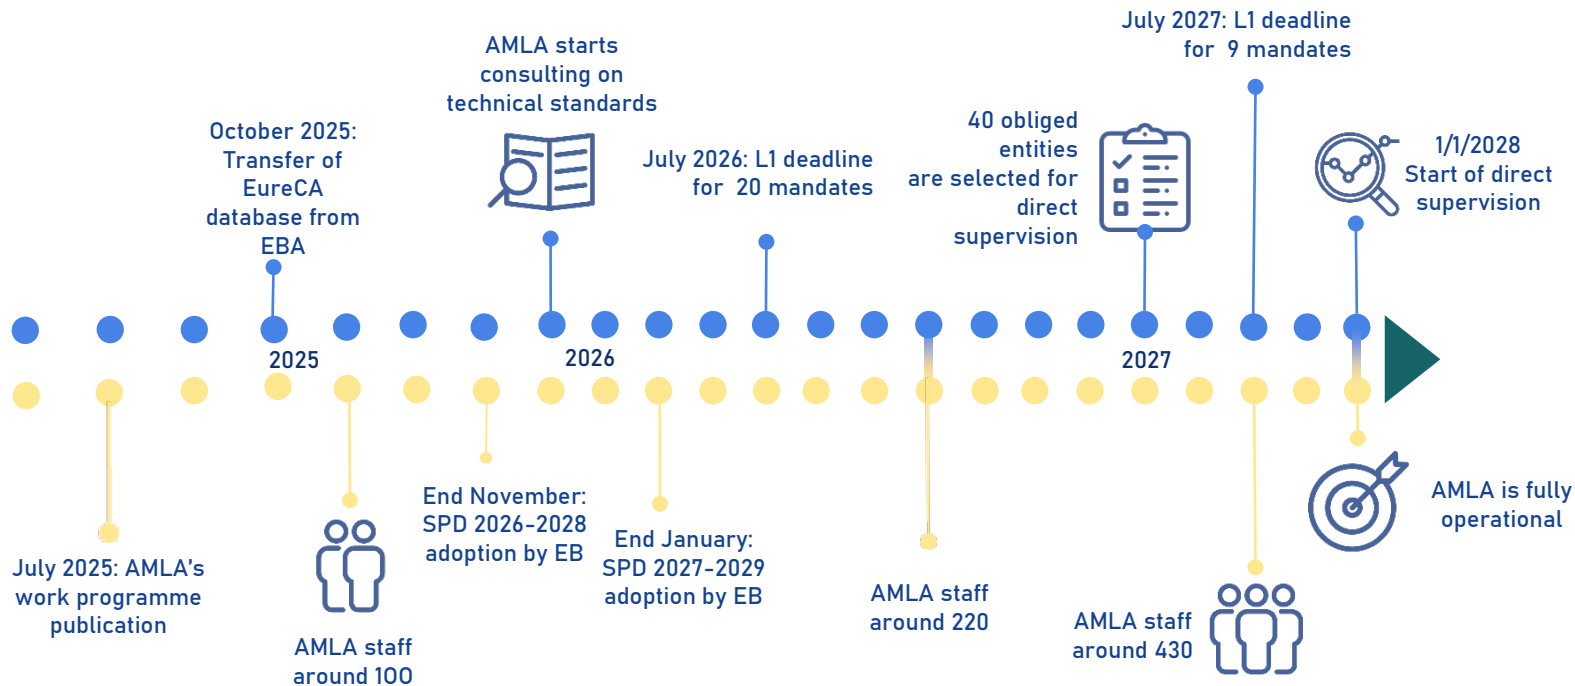 October 2025:
Transfer of
EureCA
database from
EBA
AMLA starts
consulting on
technical standards
July 2026: L1 deadline
for 20 mandates
40 obliged
entities
are selected for
direct
supervision
July 2027: L1 deadline
for 9 mandates
1/1/2028
Start of direct
supervision
2025
2026
2027
July 2025: AMLA's
work programme
publication
AMLA staff
around 100
End November:
SPD 2026-2028
adoption by EB
End January:
SPD 2027-2029
adoption by EB
AMLA staff
around 220
AMLA staff
around 430
AMLA is fully
operational